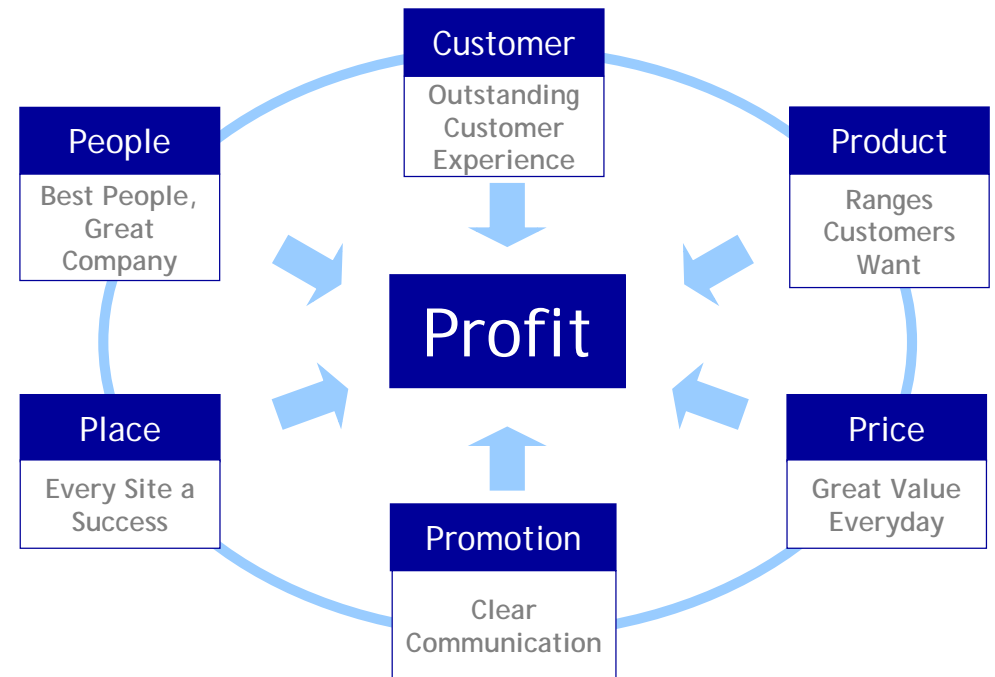 Customer
Outstanding
Customer
Experience
People
Best People,
Great
Company
Product
Ranges
Customers
Want
Profit
Place
Every Site a
Success
Price
Great Value
Everyday
Promotion
Clear
Communication